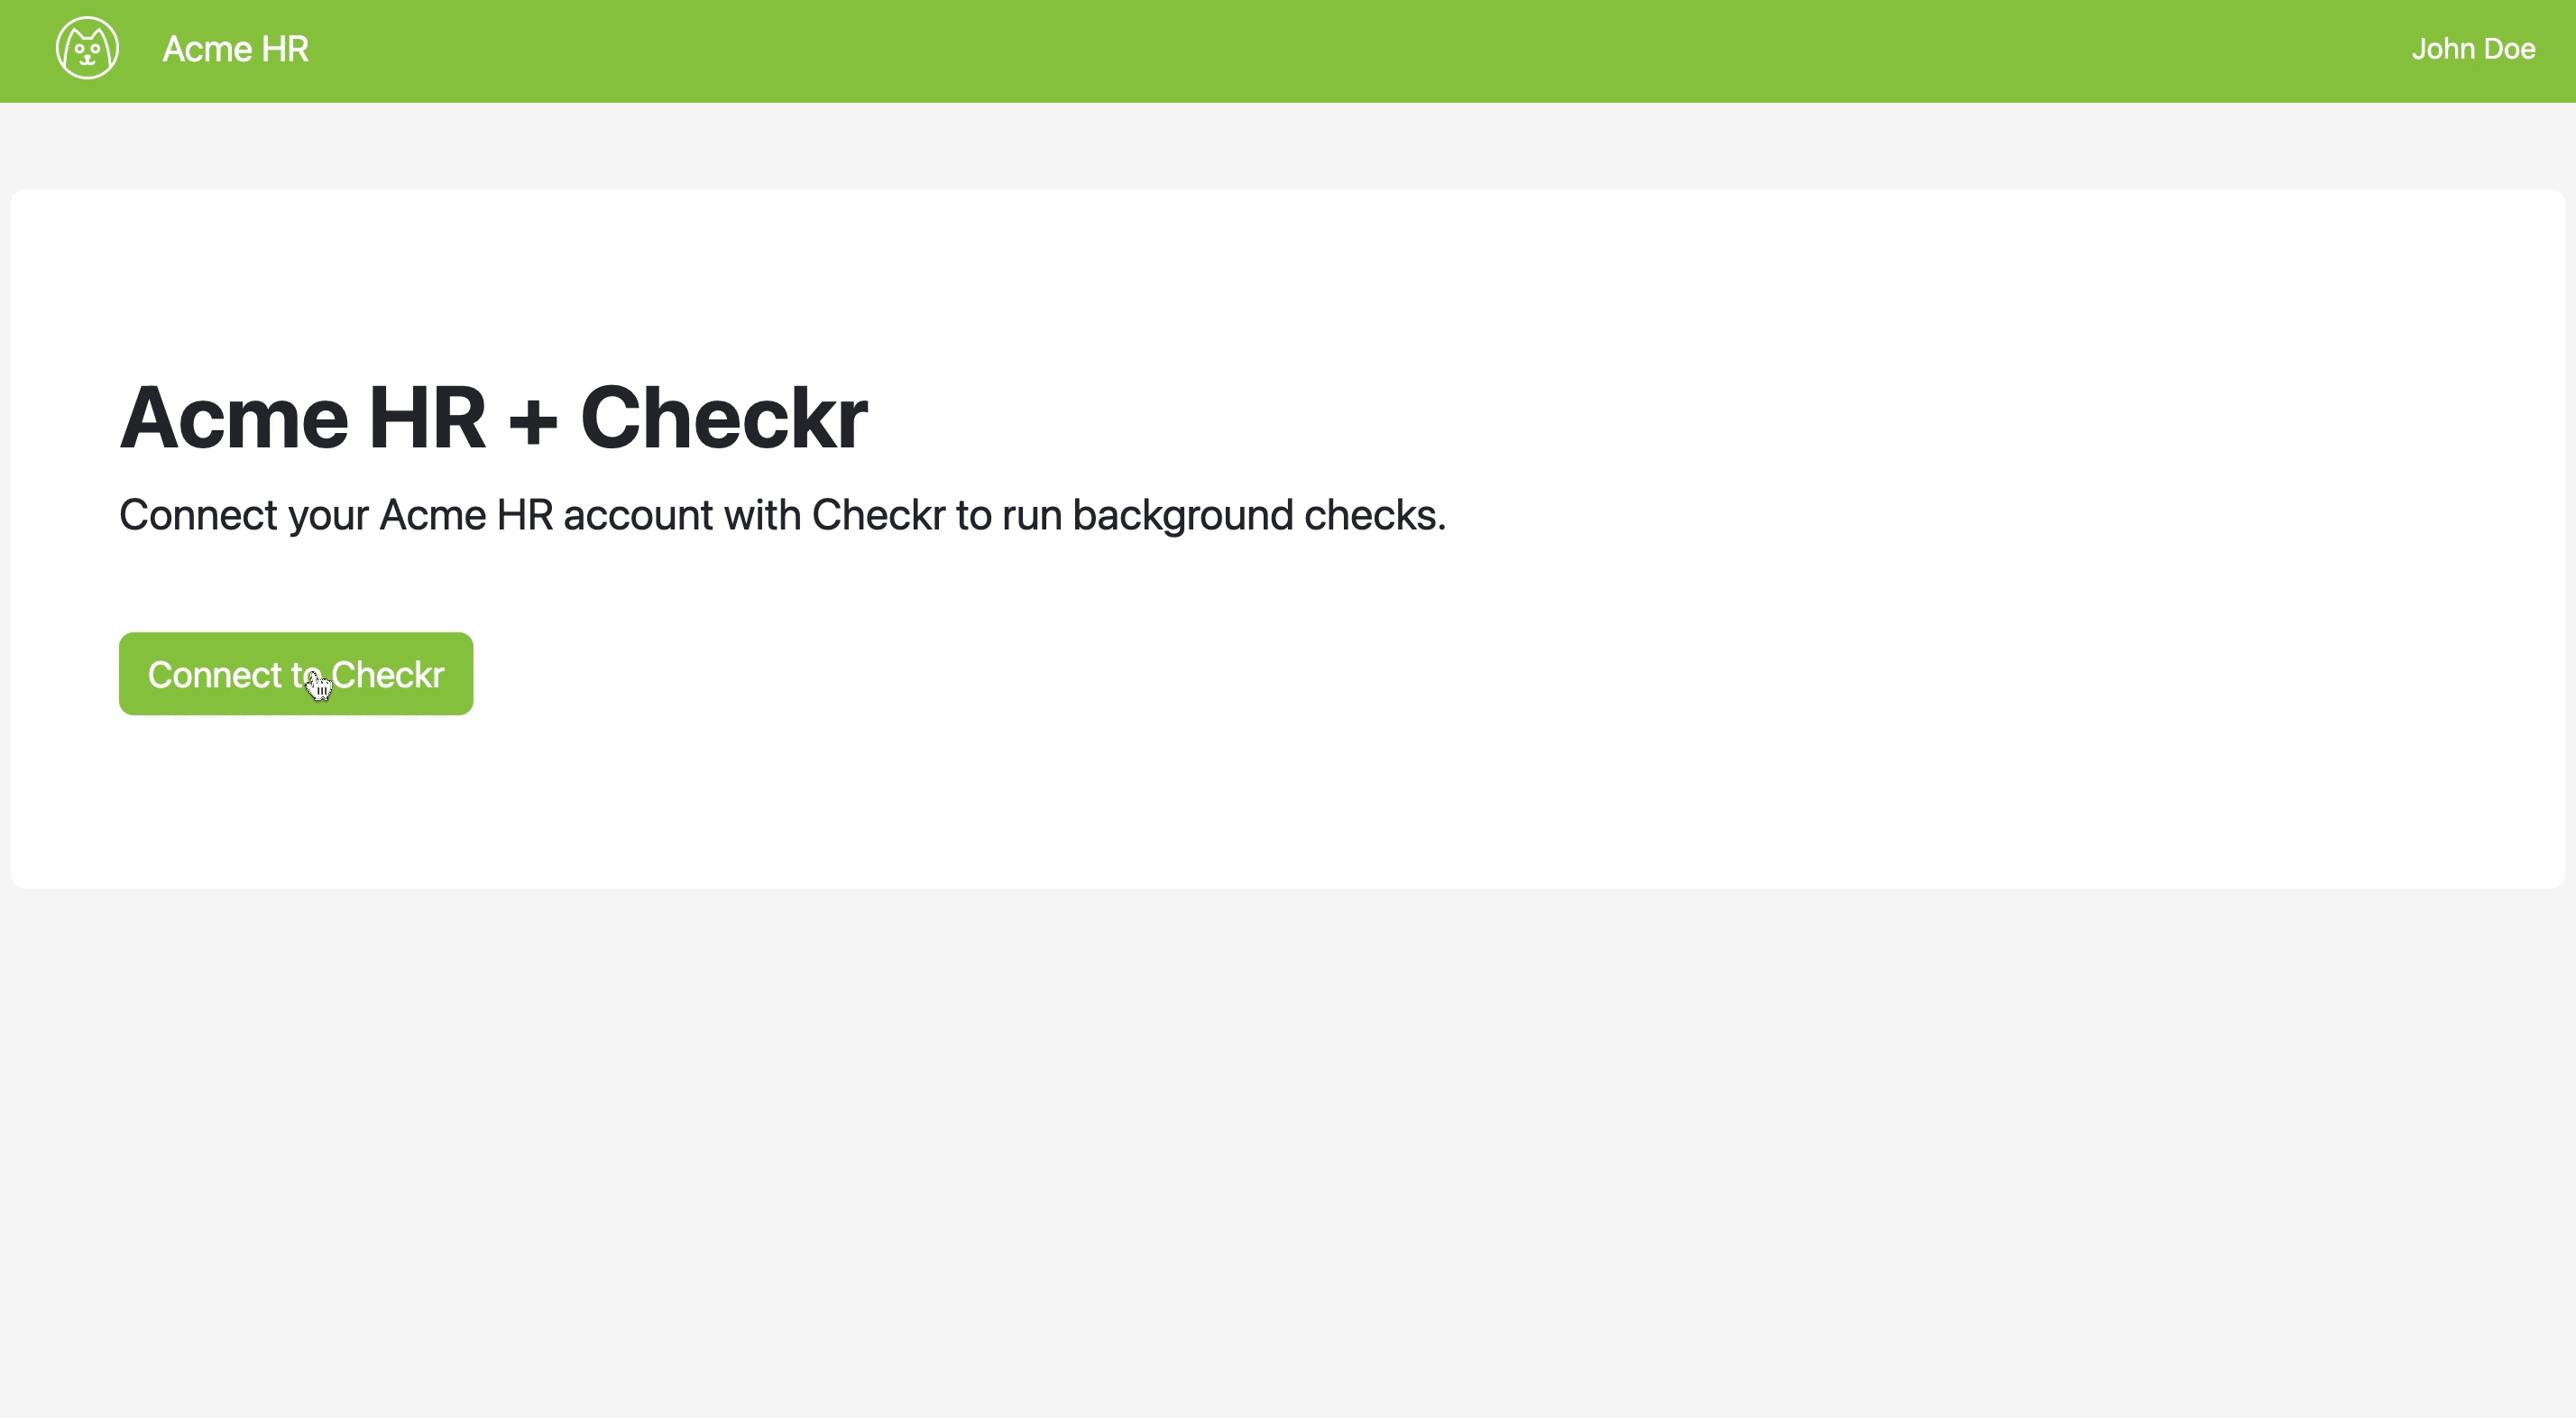 Acme HR
John Doe
Acme HR + Checkr
Connect your Acme HR account with Checkr to run background checks.
Connect to Checkr